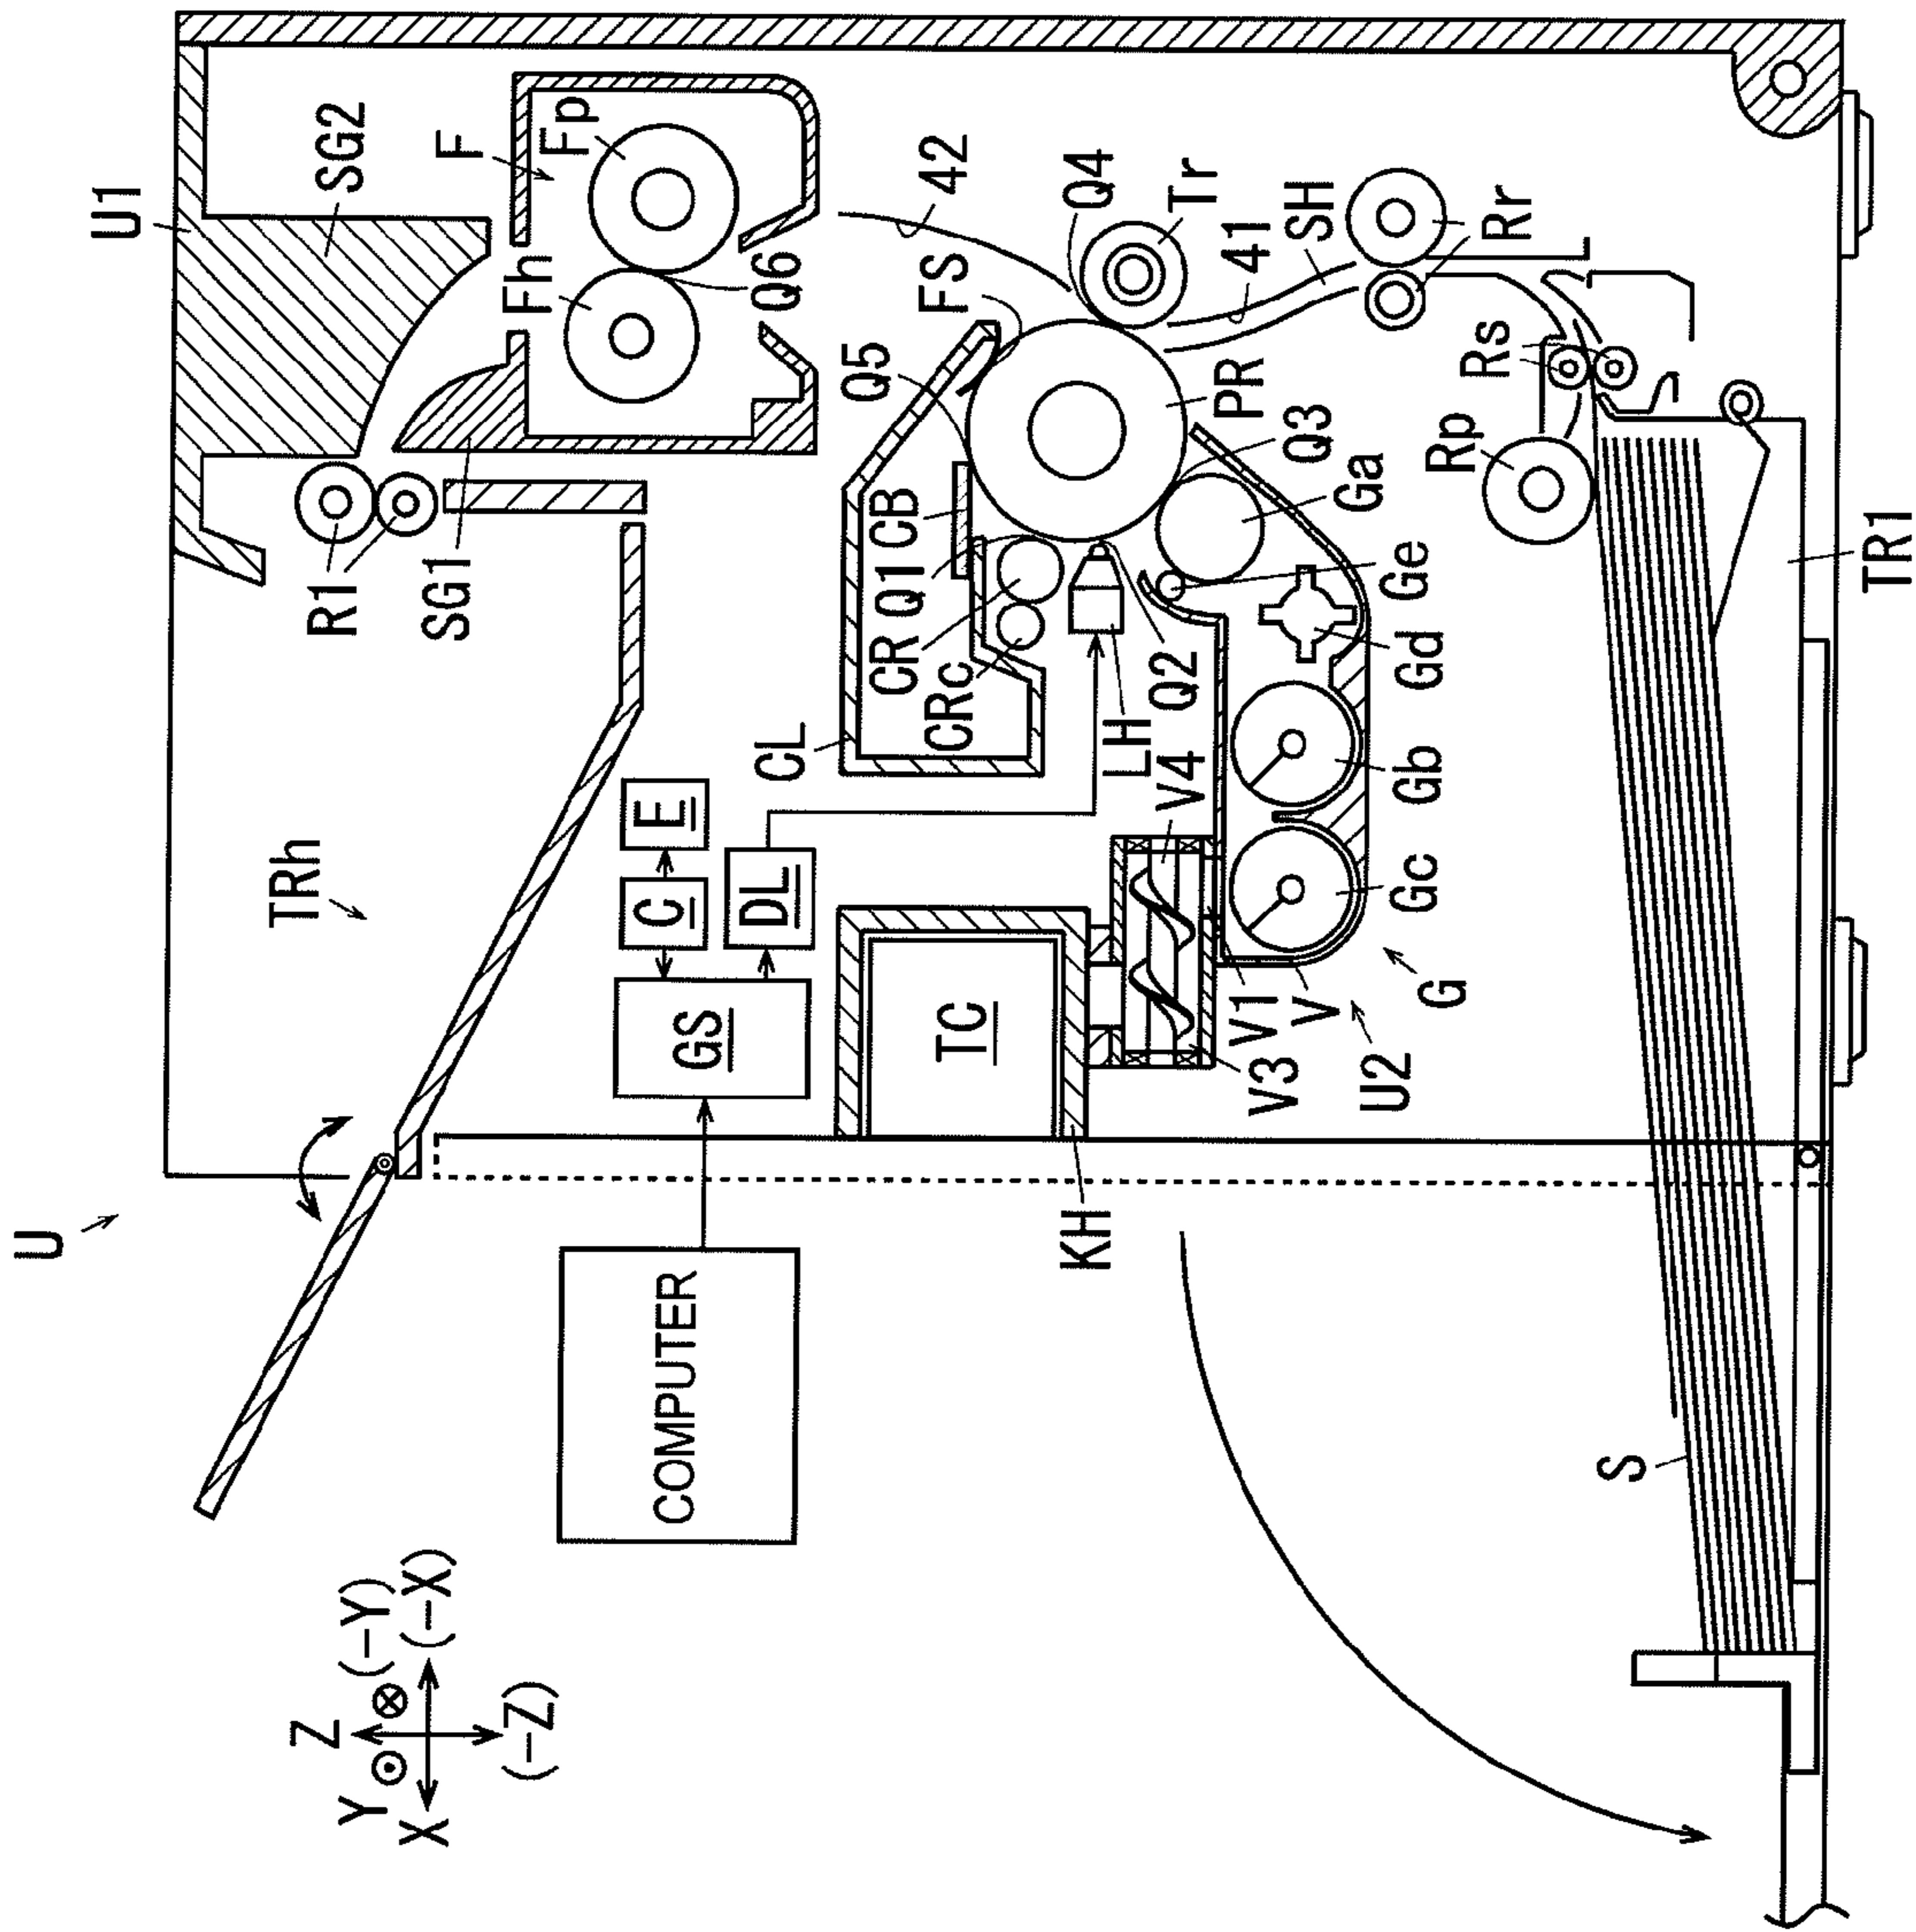 U
U1
SG2
F
Fp
TRh
R1
SG1
Fh
Q6
42
Q4
Tr
FS
Q5
E
C
DL
GS
COMPUTER
CL
CR
Q1
CB
CRc
TC
KH
LH
V4
Q2
PR
Q3
Ga
41
SH
Rr
Rs
Rp
Ge
Gd
Gb
Gc
G
V1
V
V3
U2
TR1
S
Z
(-Y)
Y
X
(-X)
(-Z)